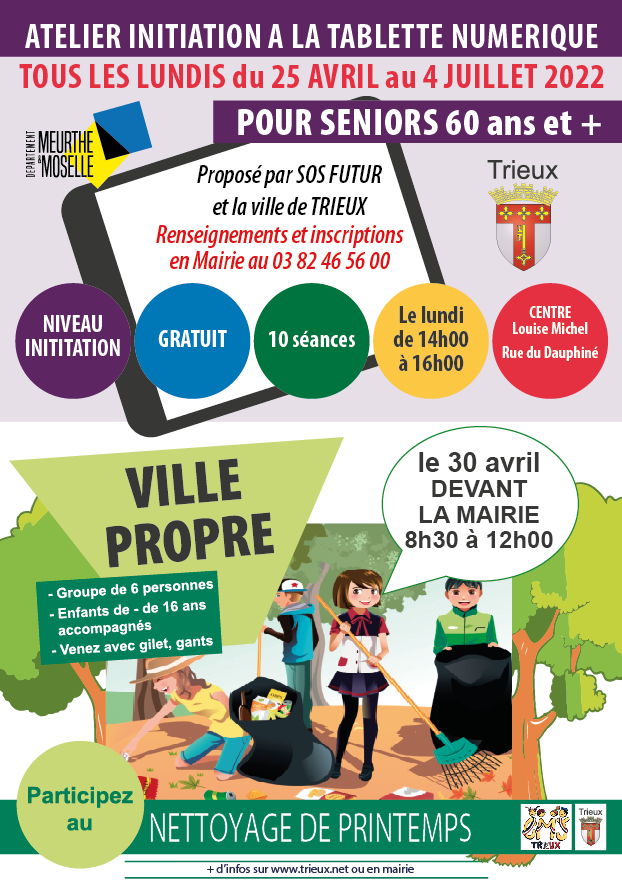 ATELIER INITIATION A LA TABLETTE NUMERIQUE
TOUS LES LUNDIS du 25 AVRIL au 4 JUILLET 2022
POUR SENIORS 60 ans et +
DEPARTEMENT
MEURTHE
& MOSELLE
Proposé par SOS FUTUR
et la ville de TRIEUX
Renseignements et inscriptions
en Mairie au 03 82 46 56 00
Trieux
NIVEAU
INITITATION
GRATUIT
10 séances
Le lundi
de 14h00
à 16h00
CENTRE
Louise Michel
Rue du Dauphiné
VILLE
PROPRE
le 30 avril
DEVANT
LA MAIRIE
8h30 à 12h00
- Groupe de 6 personnes
- Enfants de - de 16 ans
accompagnés
- Venez avec gilet, gants
Participez
au
NETTOYAGE DE PRINTEMPS
TRIEUX
Trieux
+ d'infos sur www.trieux.net ou en mairie